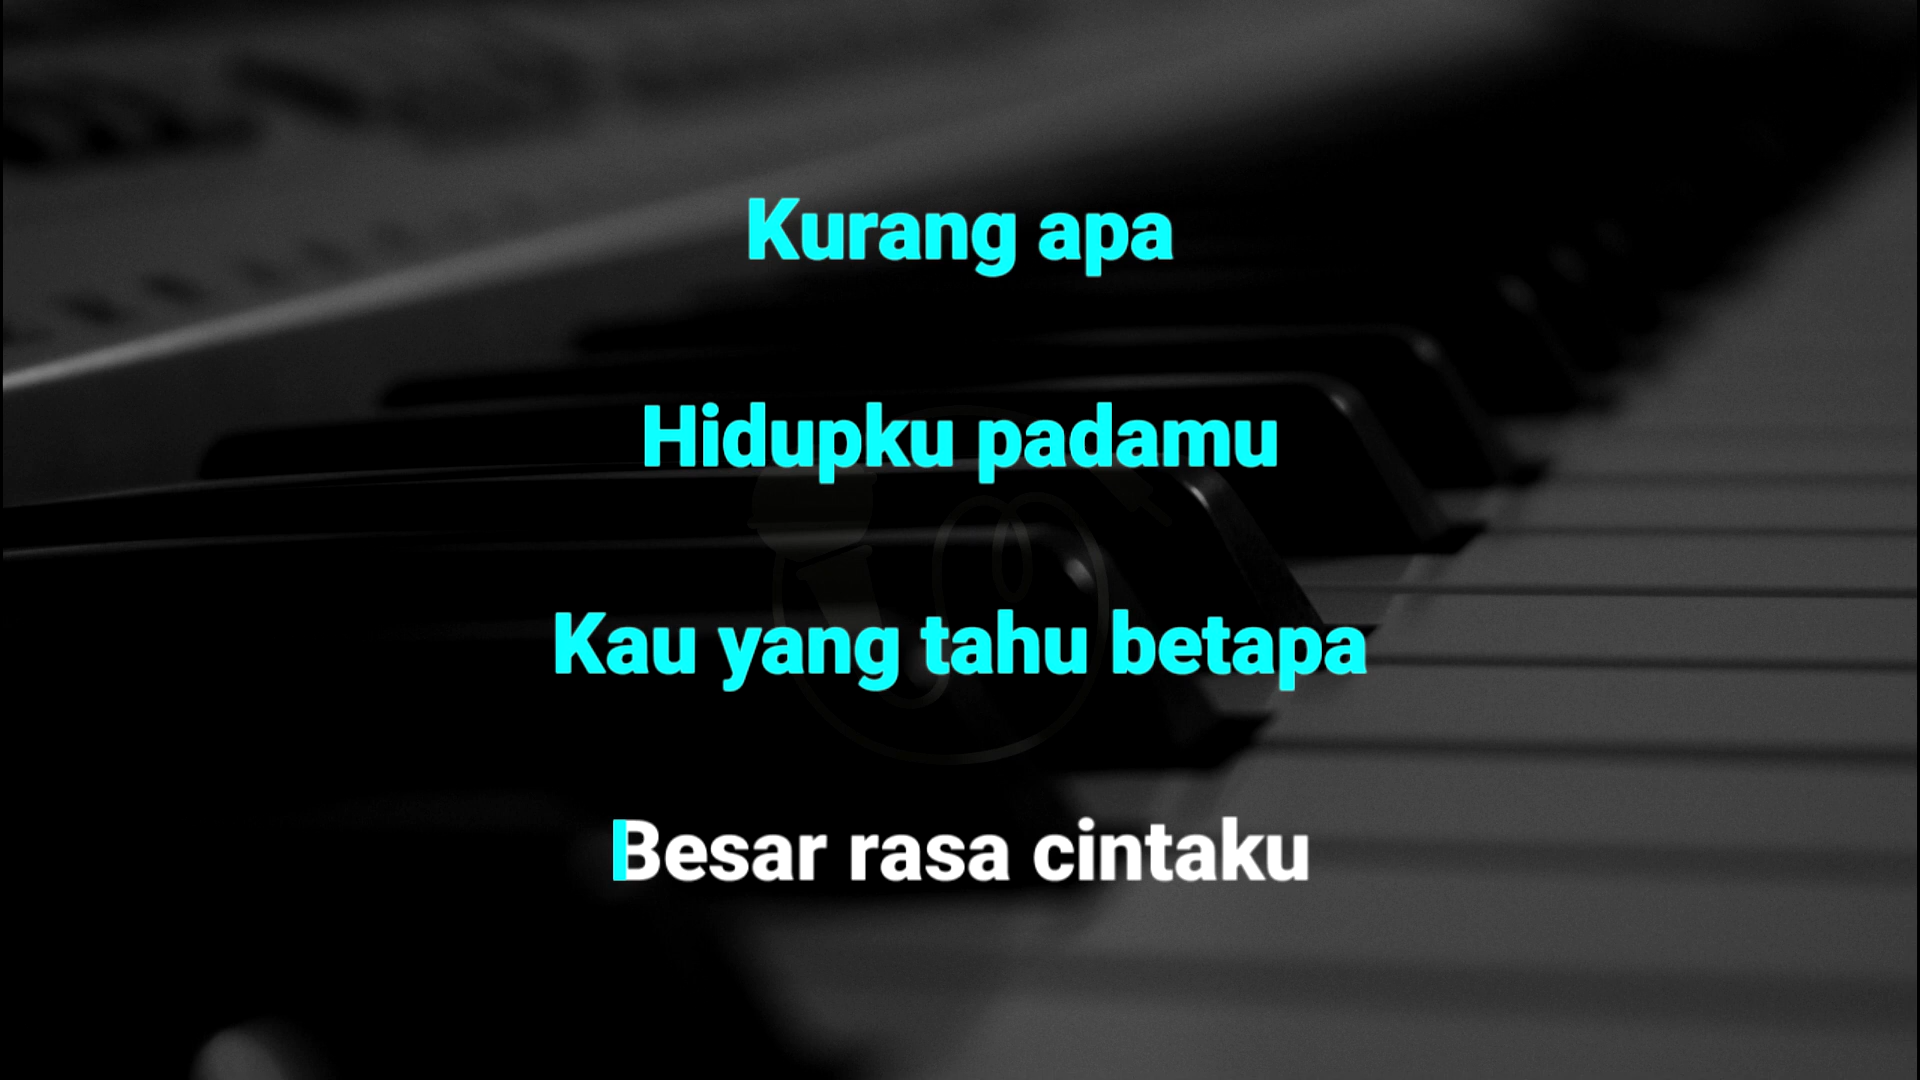 Kurang apa
Hidupku padamu
Kau yang tahu betapa
Besar rasa cintaku